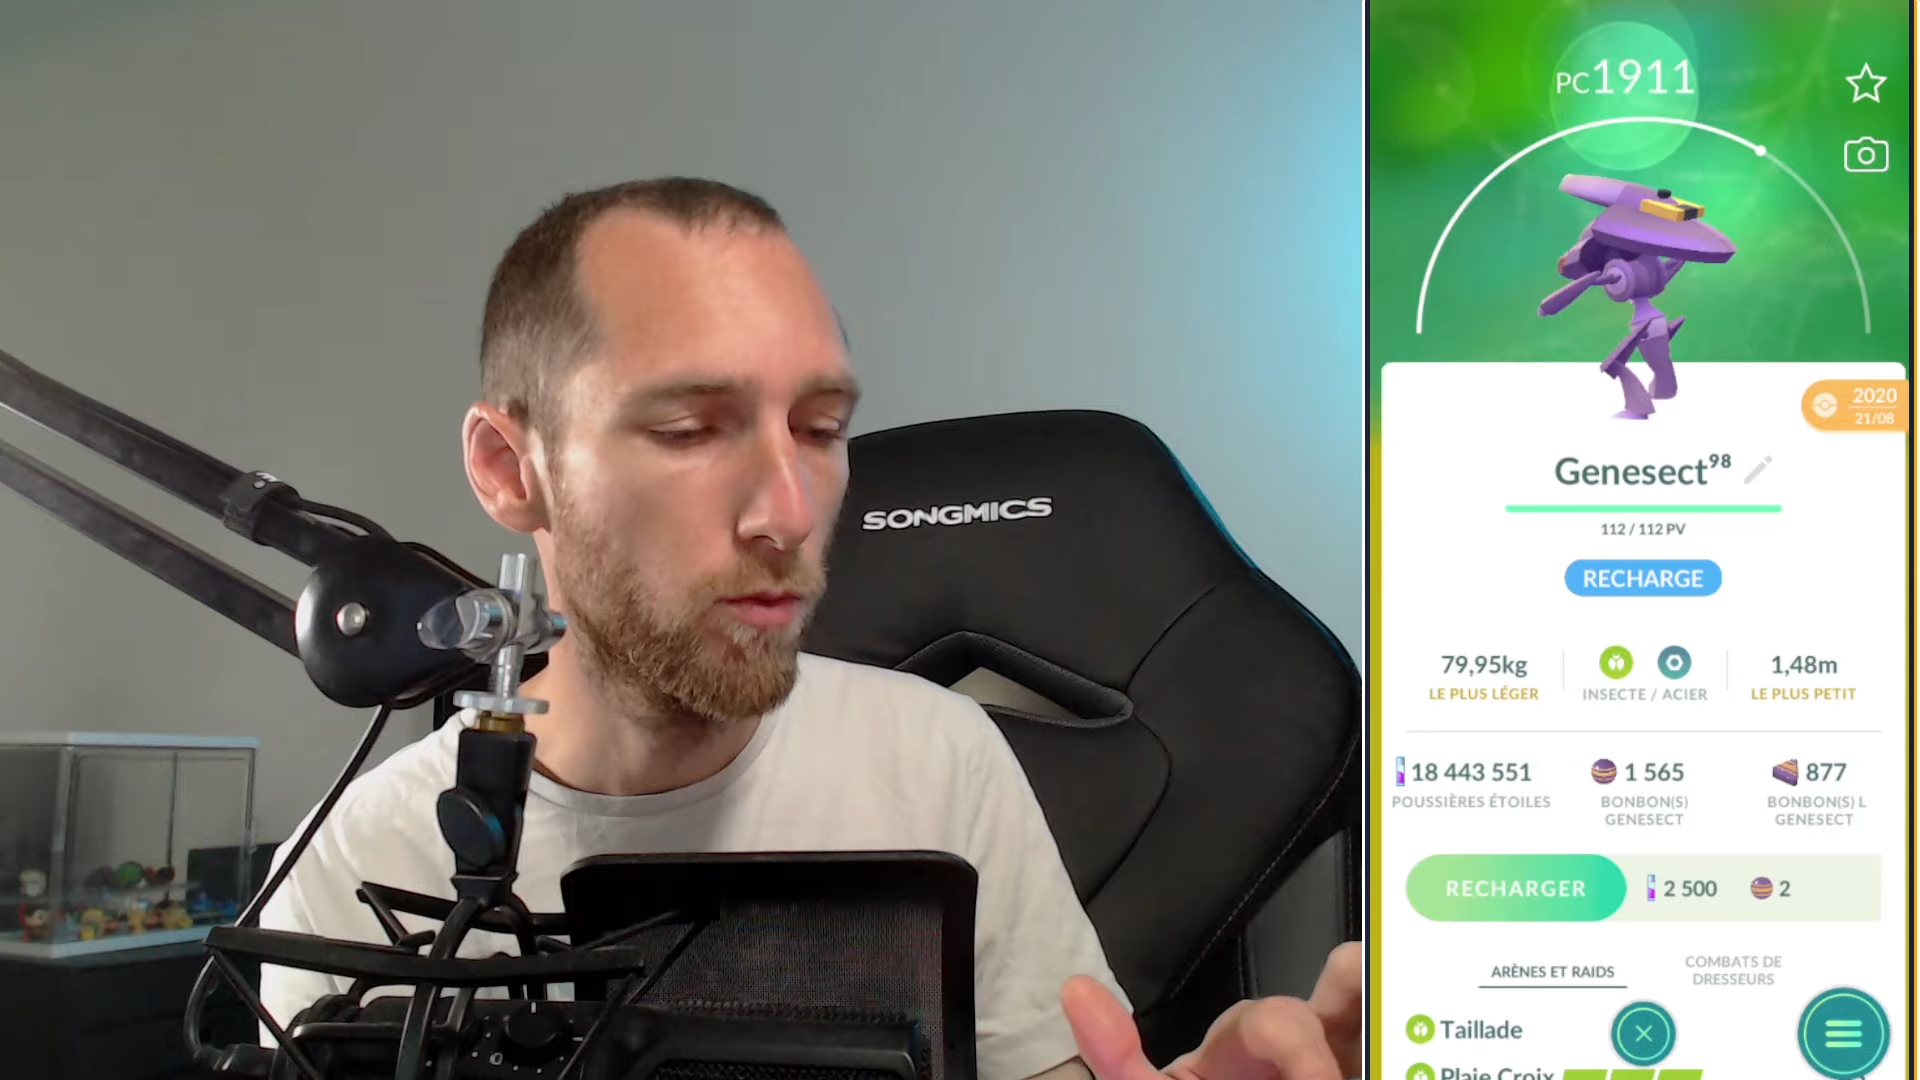 SONGMICS
PC1911
2020
21/08
Genesect98
112 / 112 PV
RECHARGE
79,95kg
LE PLUS LÉGER
INSECTE / ACIER
1,48m
LE PLUS PETIT
18 443 551
POUSSIÈRES ÉTOILES
1 565
BONBON(S)
GENESECT
877
BONBON(S) L
GENESECT
RECHARGER
2 500
2
ARÈNES ET RAIDS
COMBATS DE
DRESSEURS
Taillade
Plaie Croix